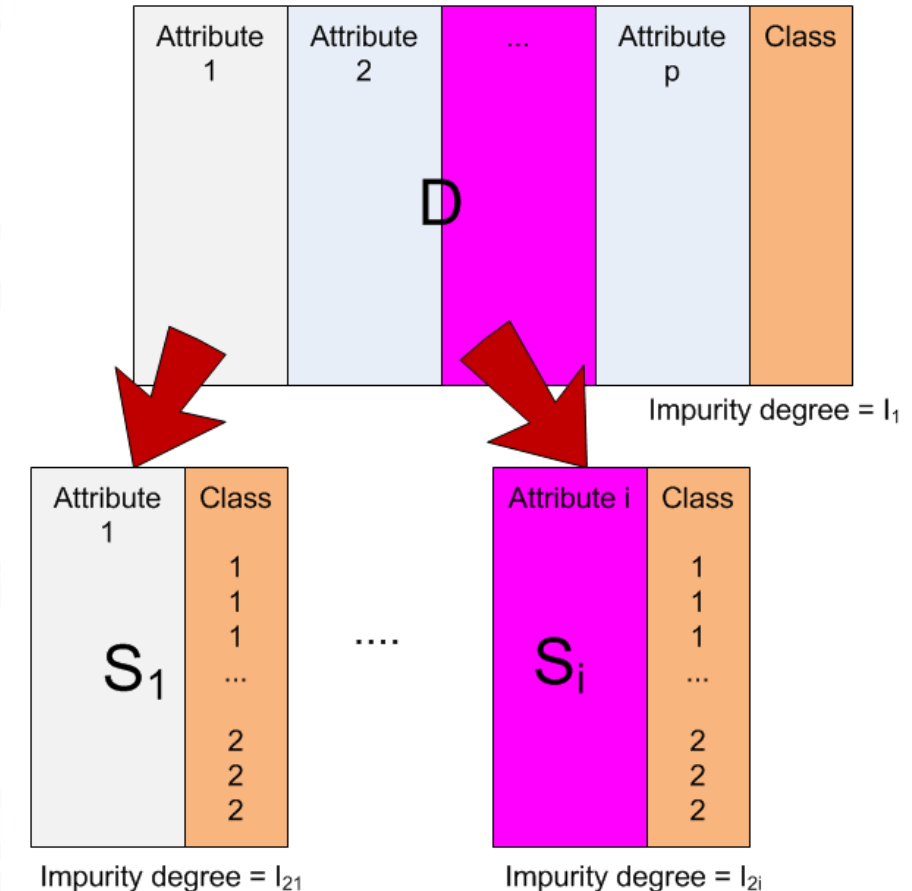 Attribute 1
Attribute 2
...
Attribute p
Class
D
Impurity degree = I₁
Attribute 1
Class
1
1
1
...
2
2
2
S₁
Impurity degree = I₂₁
....
Attribute i
Class
1
1
1
...
2
2
2
Sᵢ
Impurity degree = I₂ᵢ